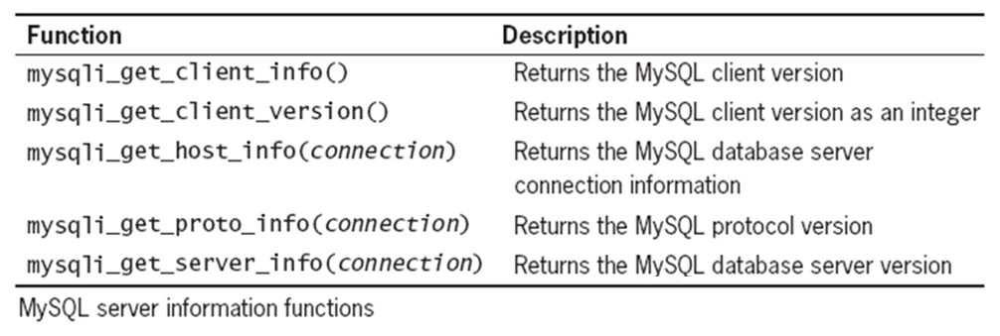 Function Description
mysqli_get_client_info() Returns the MySQL client version
mysqli_get_client_version() Returns the MySQL client version as an integer
mysqli_get_host_info(connection) Returns the MySQL database server
connection information
mysqli_get_proto_info(connection) Returns the MySQL protocol version
mysqli_get_server_info(connection) Returns the MySQL database server version
MySQL server information functions